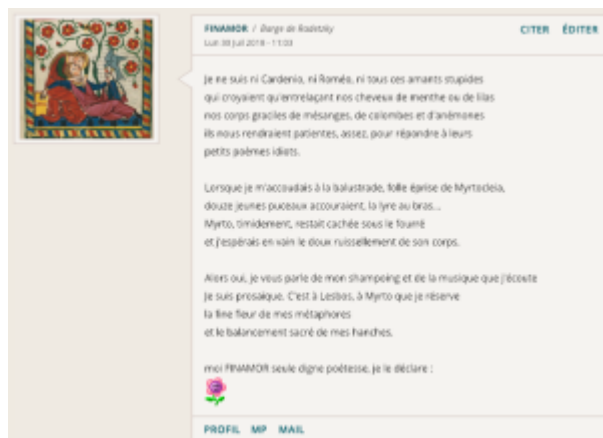 FINAMOR / Barge de Radetzky
CITER ÉDITER
Lun 30 Juil 2018 - 11:03
Je ne suis ni Cardenio, ni Roméo, ni tous ces amants stupides
qui croyaient qu'entrelaçant nos cheveux de menthe ou de lilas
nos corps graciles de mésanges, de colombes et d'anémones
ils nous rendraient patientes, assez, pour répondre à leurs
petits poèmes idiots.
Lorsque je m'accoudais à la balustrade, folle éprise de Myrtocleia,
douze jeunes puceaux accouraient, la lyre au bras...
Myrto, timidement, restait cachée sous le fourré
et j'espérais en vain le doux ruissellement de son corps.
Alors oui, je vous parle de mon shampoing et de la musique que j'écoute
Je suis prosaïque. C'est à Lesbos, à Myrto que je réserve
la fine fleur de mes métaphores
et le balancement sacré de mes hanches.
moi FINAMOR seule digne poétesse, je le déclare :
PROFIL MP MAIL